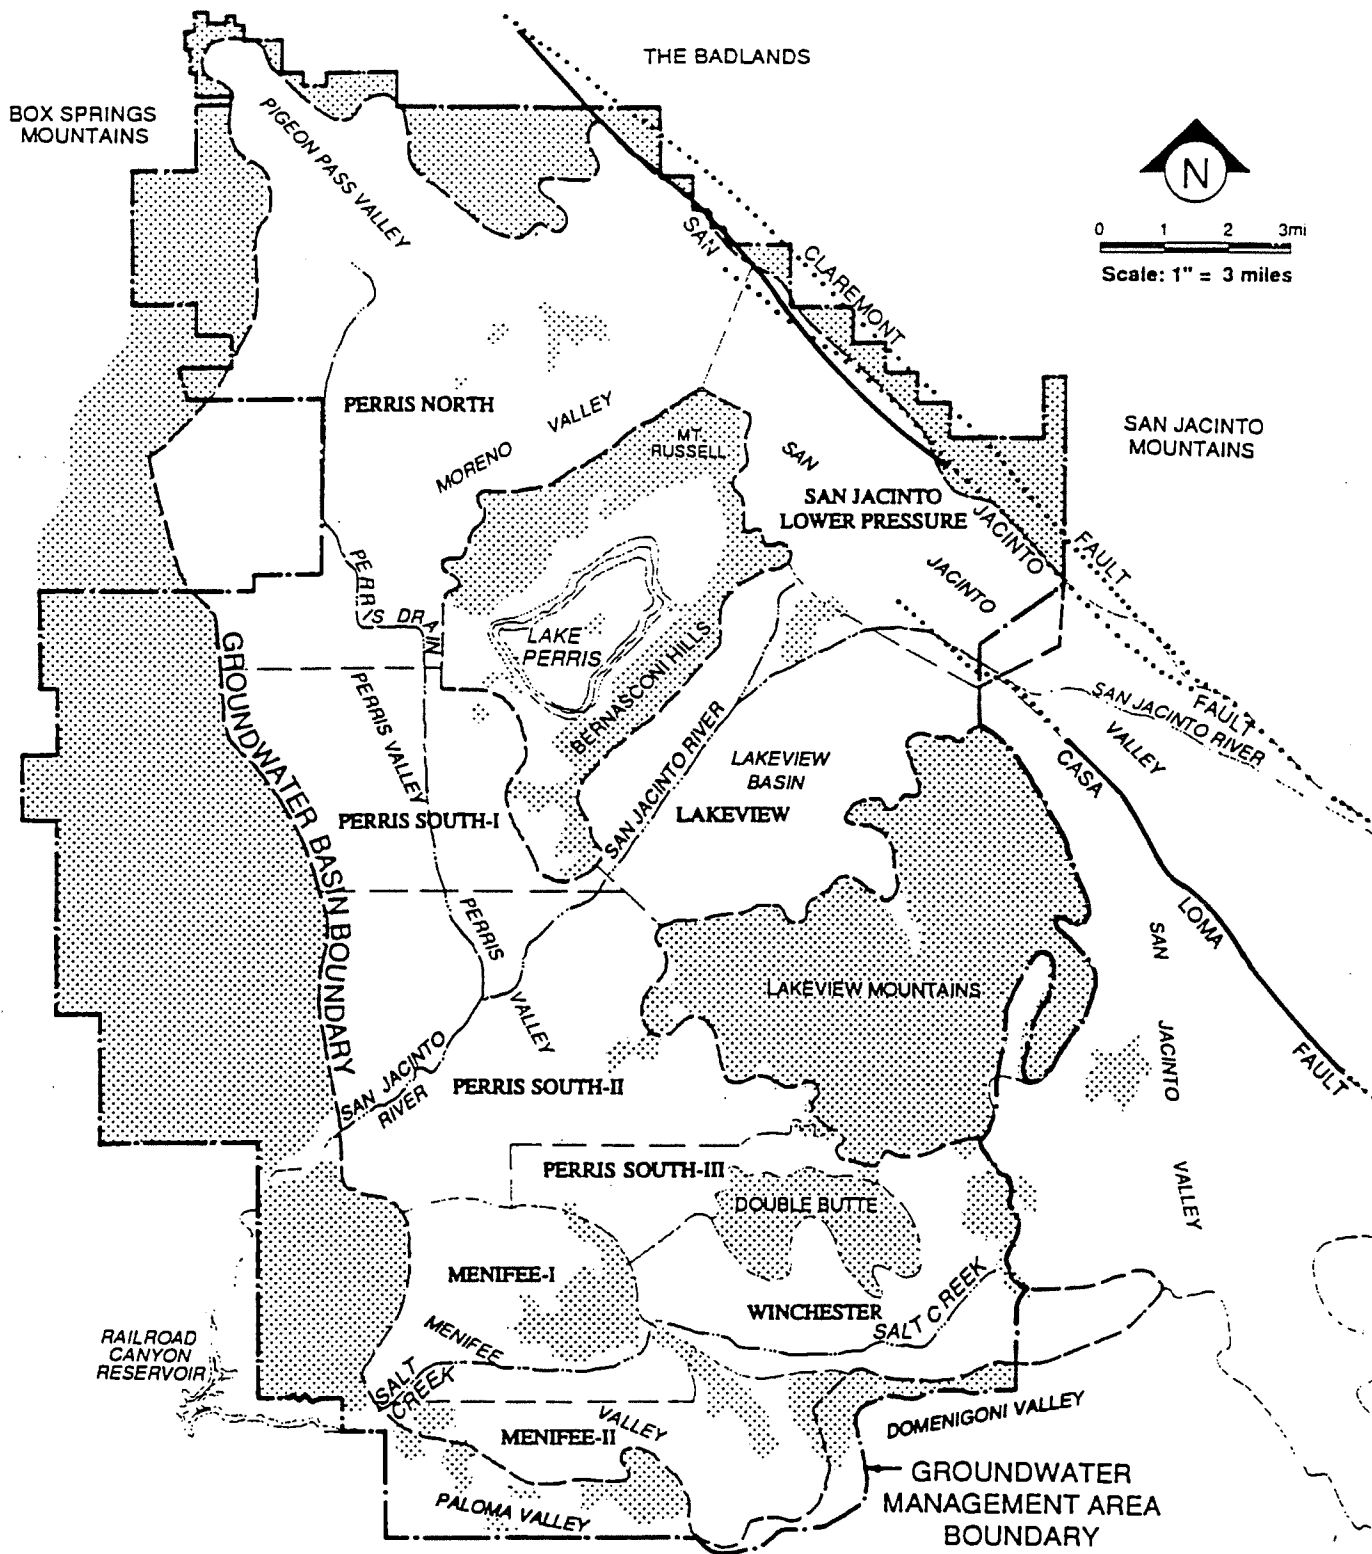 THE BADLANDS
BOX SPRINGS
MOUNTAINS
PIGEON PASS VALLEY
N
0 1 2 3mi
Scale: 1" = 3 miles
SAN
CLAREMONT
PERRIS NORTH
MORENO VALLEY
MT.
RUSSELL
SAN JACINTO
MOUNTAINS
SAN
SAN JACINTO
LOWER PRESSURE
JACINTO
FAULT
JACINTO
PERRIS DRAIN
LAKE
PERRIS
BERNASCONI HILLS
GROUNDWATER BASIN BOUNDARY
PERRIS VALLEY
SAN JACINTO RIVER
FAULT
VALLEY
SAN JACINTO RIVER
LAKEVIEW
BASIN
CASA
PERRIS SOUTH-I
LAKEVIEW
LOMA
PERRIS
SAN
LAKEVIEW MOUNTAINS
VALLEY
JACINTO
FAULT
SAN JACINTO
RIVER
PERRIS SOUTH-II
PERRIS SOUTH-III
VALLEY
DOUBLE BUTTE
MENIFEE-I
WINCHESTER
SALT CREEK
MENIFEE
RAILROAD
CANYON
RESERVOIR
SALT
CREEK
VALLEY
DOMENIGONI VALLEY
MENIFEE-II
PALOMA VALLEY
GROUNDWATER
MANAGEMENT AREA
BOUNDARY